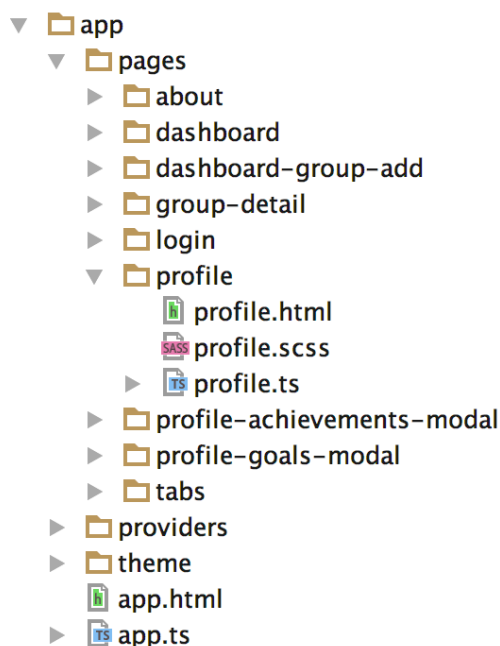 app
pages
about
dashboard
dashboard-group-add
group-detail
login
profile
h profile.html
SASS profile.scss
TS profile.ts
profile-achievements-modal
profile-goals-modal
tabs
providers
theme
h app.html
TS app.ts